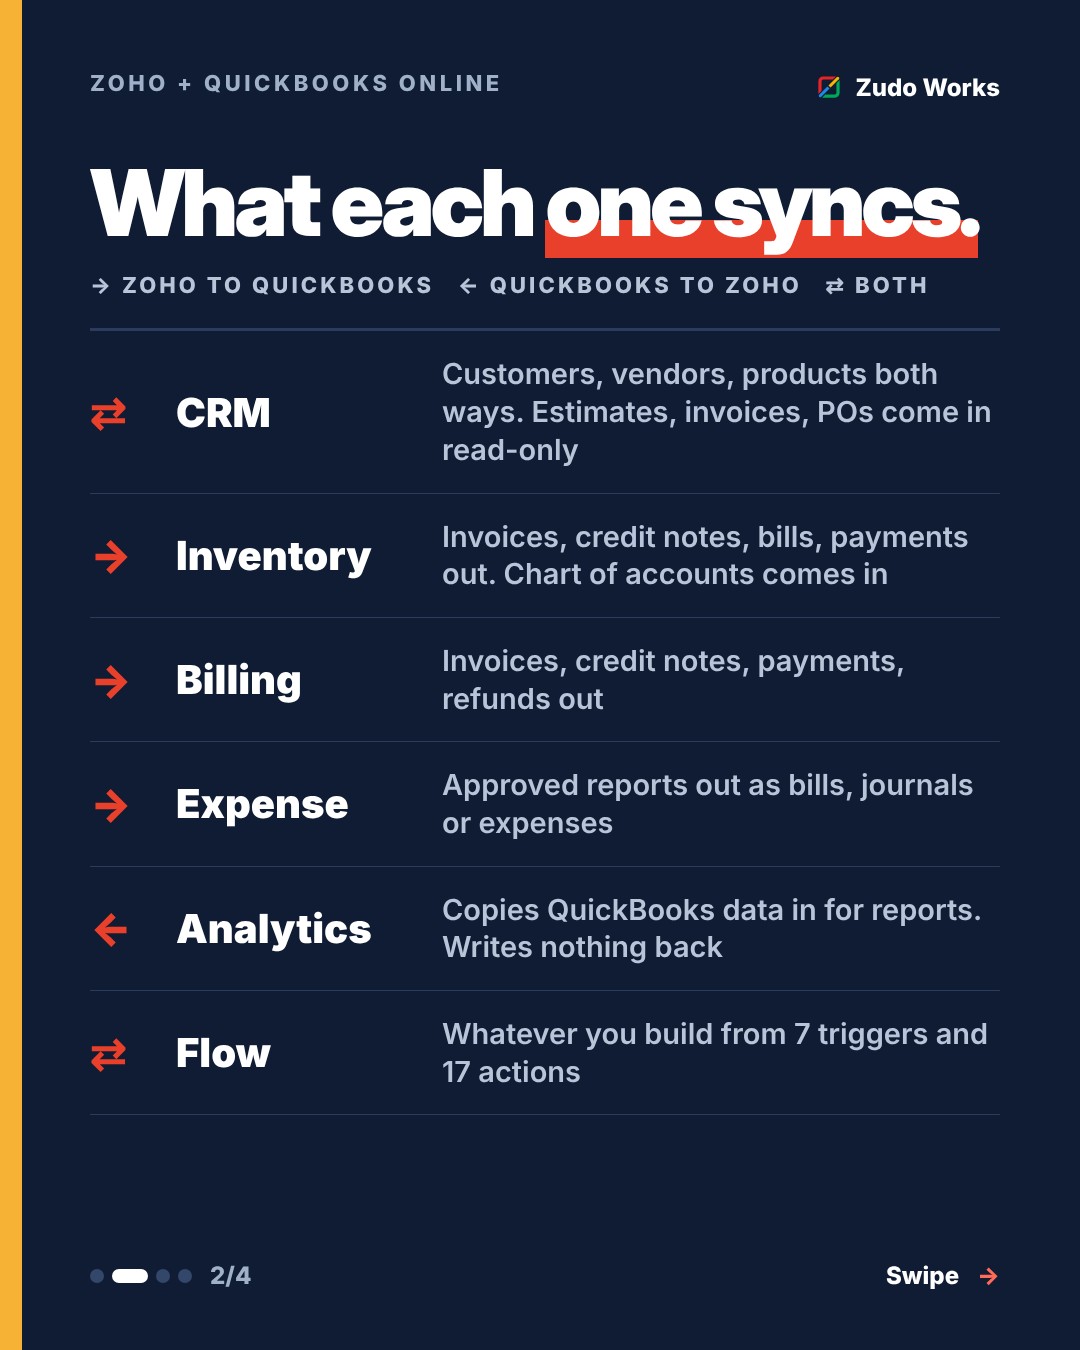 ZOHO + QUICKBOOKS ONLINE
Zudo Works
What each one syncs.
→ ZOHO TO QUICKBOOKS ← QUICKBOOKS TO ZOHO ⇄ BOTH
⇄ CRM
Customers, vendors, products both
ways. Estimates, invoices, POs come in
read-only
→ Inventory
Invoices, credit notes, bills, payments
out. Chart of accounts comes in
→ Billing
Invoices, credit notes, payments,
refunds out
→ Expense
Approved reports out as bills, journals
or expenses
← Analytics
Copies QuickBooks data in for reports.
Writes nothing back
⇄ Flow
Whatever you build from 7 triggers and
17 actions
2/4
Swipe →